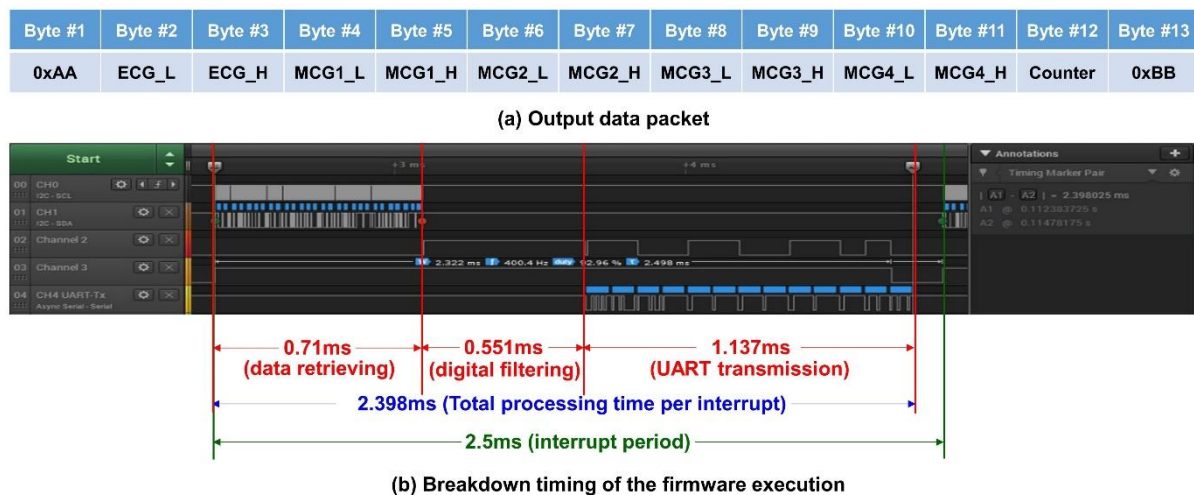 Byte #1 Byte #2 Byte #3 Byte #4 Byte #5 Byte #6 Byte #7 Byte #8 Byte #9 Byte #10 Byte #11 Byte #12 Byte #13
0xAA ECG_L ECG_H MCG1_L MCG1_H MCG2_L MCG2_H MCG3_L MCG3_H MCG4_L MCG4_H Counter 0xBB
(a) Output data packet
Start
+3 ms +4 ms
Annotations +
00 CH0
I2C - SCL
Timing Marker Pair
| A1 - A2 | = 2.398025 ms
A1 @ 0.112383725 s
A2 @ 0.11478175 s
01 CH1
I2C - SDA
02 Channel 2
W 2.322 ms f 400.4 Hz duty 92.96 % T 2.498 ms
03 Channel 3
04 CH4 UART-Tx
Async Serial - Serial
0.71ms 0.551ms 1.137ms
(data retrieving) (digital filtering) (UART transmission)
2.398ms (Total processing time per interrupt)
2.5ms (interrupt period)
(b) Breakdown timing of the firmware execution